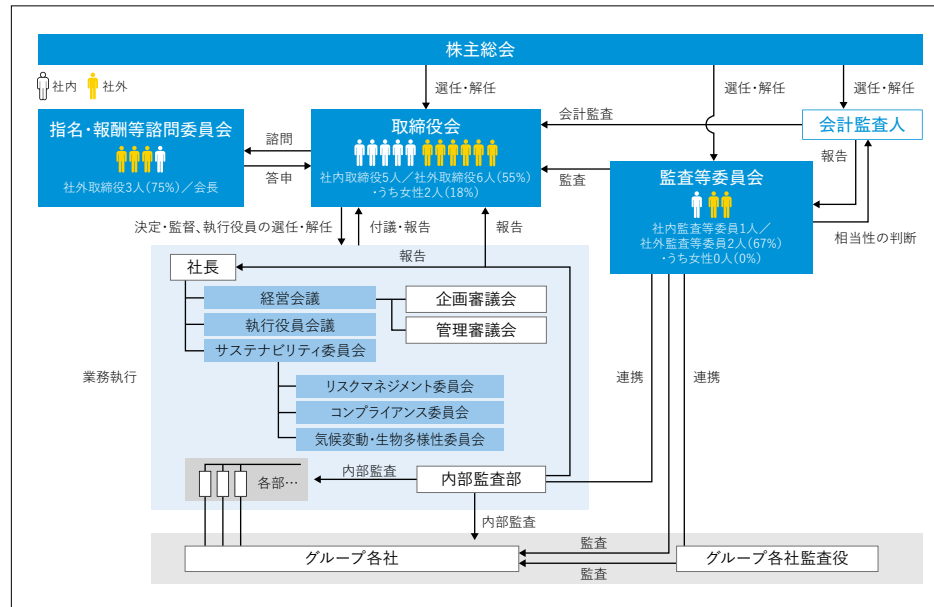 株主総会
社内
社外
選任・解任
選任・解任
選任・解任
指名・報酬等諮問委員会
社外取締役3人(75%)／会長
諮問
答申
取締役会
社内取締役5人／社外取締役6人(55%)
・うち女性2人(18%)
会計監査
会計監査人
監査
監査等委員会
社内監査等委員1人／
社外監査等委員2人(67%)
・うち女性0人(0%)
報告
相当性の判断
決定・監督、執行役員の選任・解任
付議・報告
報告
報告
社長
経営会議
企画審議会
執行役員会議
管理審議会
サステナビリティ委員会
業務執行
リスクマネジメント委員会
コンプライアンス委員会
気候変動・生物多様性委員会
連携
連携
各部…
内部監査
内部監査部
内部監査
グループ各社
監査
監査
グループ各社監査役